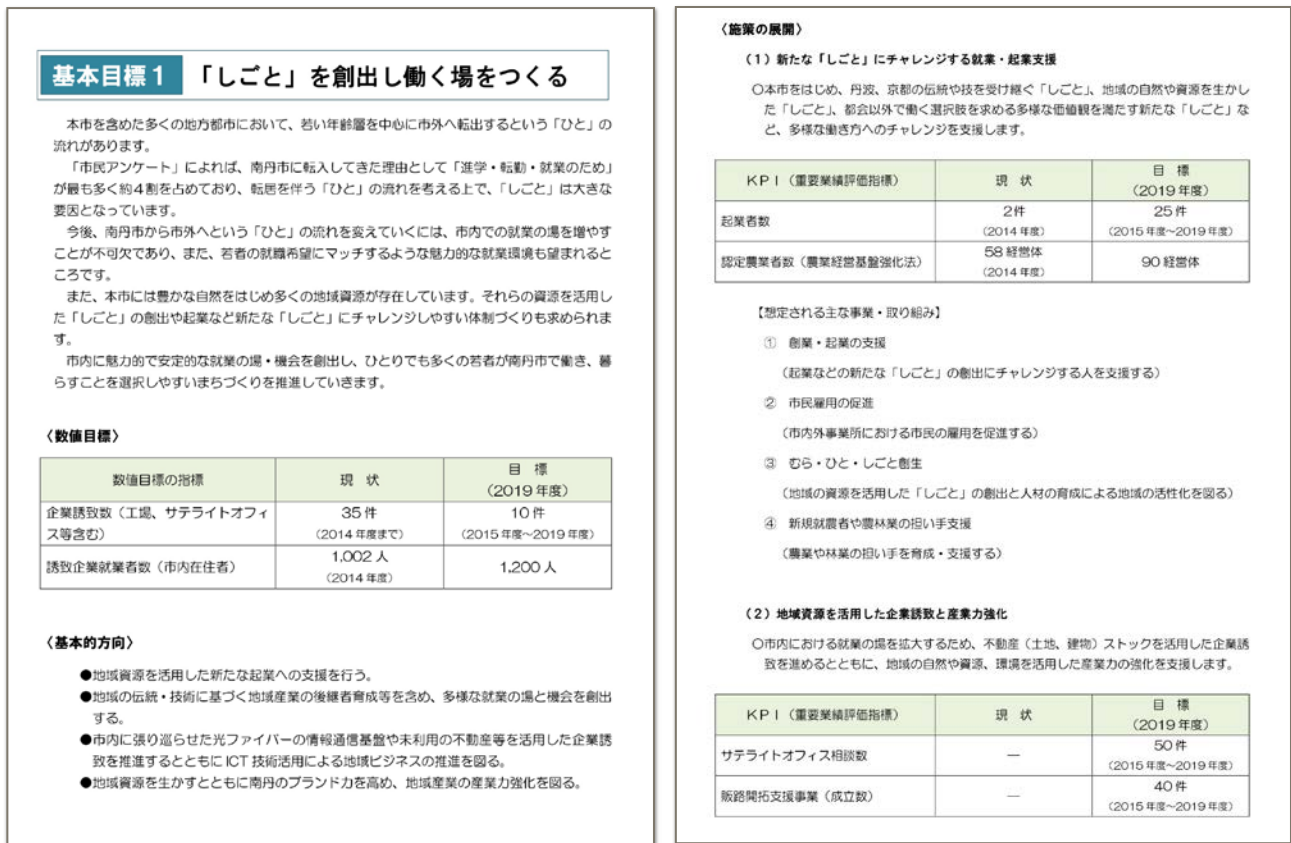 基本目標1 「しごと」を創出し働く場をつくる
本市を含めた多くの地方都市において、若い年齢層を中心に市外へ転出するという「ひと」の
流れがあります。
「市民アンケート」によれば、南丹市に転入してきた理由として「進学・転勤・就業のため」
が最も多く約4割を占めており、転居を伴う「ひと」の流れを考える上で、「しごと」は大きな
要因となっています。
今後、南丹市から市外へという「ひと」の流れを変えていくには、市内での就業の場を増やす
ことが不可欠であり、また、若者の就職希望にマッチするような魅力的な就業環境も望まれると
ころです。
また、本市には豊かな自然をはじめ多くの地域資源が存在しています。それらの資源を活用し
た「しごと」の創出や起業など新たな「しごと」にチャレンジしやすい体制づくりも求められま
す。
市内に魅力的で安定的な就業の場・機会を創出し、ひとりでも多くの若者が南丹市で働き、暮
らすことを選択しやすいまちづくりを推進していきます。
〈数値目標〉
数値目標の指標 現 状 目 標
(2019年度)
企業誘致数(工場、サテライトオフィ
ス等含む) 35件
(2014年度まで) 10件
(2015年度~2019年度)
誘致企業就業者数(市内在住者) 1,002人
(2014年度) 1,200人
〈基本的方向〉
●地域資源を活用した新たな起業への支援を行う。
●地域の伝統・技術に基づく地域産業の後継者育成等を含め、多様な就業の場と機会を創出
する。
●市内に張り巡らせた光ファイバーの情報通信基盤や未利用の不動産等を活用した企業誘
致を推進するとともにICT技術活用による地域ビジネスの推進を図る。
●地域資源を生かすとともに南丹のブランド力を高め、地域産業の産業力強化を図る。
〈施策の展開〉
(1)新たな「しごと」にチャレンジする就業・起業支援
○本市をはじめ、丹波、京都の伝統や技を受け継ぐ「しごと」、地域の自然や資源を生かし
た「しごと」、都会以外で働く選択肢を求める多様な価値観を満たす新たな「しごと」な
ど、多様な働き方へのチャレンジを支援します。
KPI(重要業績評価指標) 現 状 目 標
(2019年度)
起業者数 2件
(2014年度) 25件
(2015年度~2019年度)
認定農業者数(農業経営基盤強化法) 58経営体
(2014年度) 90経営体
【想定される主な事業・取り組み】
① 創業・起業の支援
(起業などの新たな「しごと」の創出にチャレンジする人を支援する)
② 市民雇用の促進
(市内外事業所における市民の雇用を促進する)
③ むら・ひと・しごと創生
(地域の資源を活用した「しごと」の創出と人材の育成による地域の活性化を図る)
④ 新規就農者や農林業の担い手支援
(農業や林業の担い手を育成・支援する)
(2)地域資源を活用した企業誘致と産業力強化
○市内における就業の場を拡大するため、不動産(土地、建物)ストックを活用した企業誘
致を進めるとともに、地域の自然や資源、環境を活用した産業力の強化を支援します。
KPI(重要業績評価指標) 現 状 目 標
(2019年度)
サテライトオフィス相談数 ― 50件
(2015年度~2019年度)
販路開拓支援事業(成立数) ― 40件
(2015年度~2019年度)